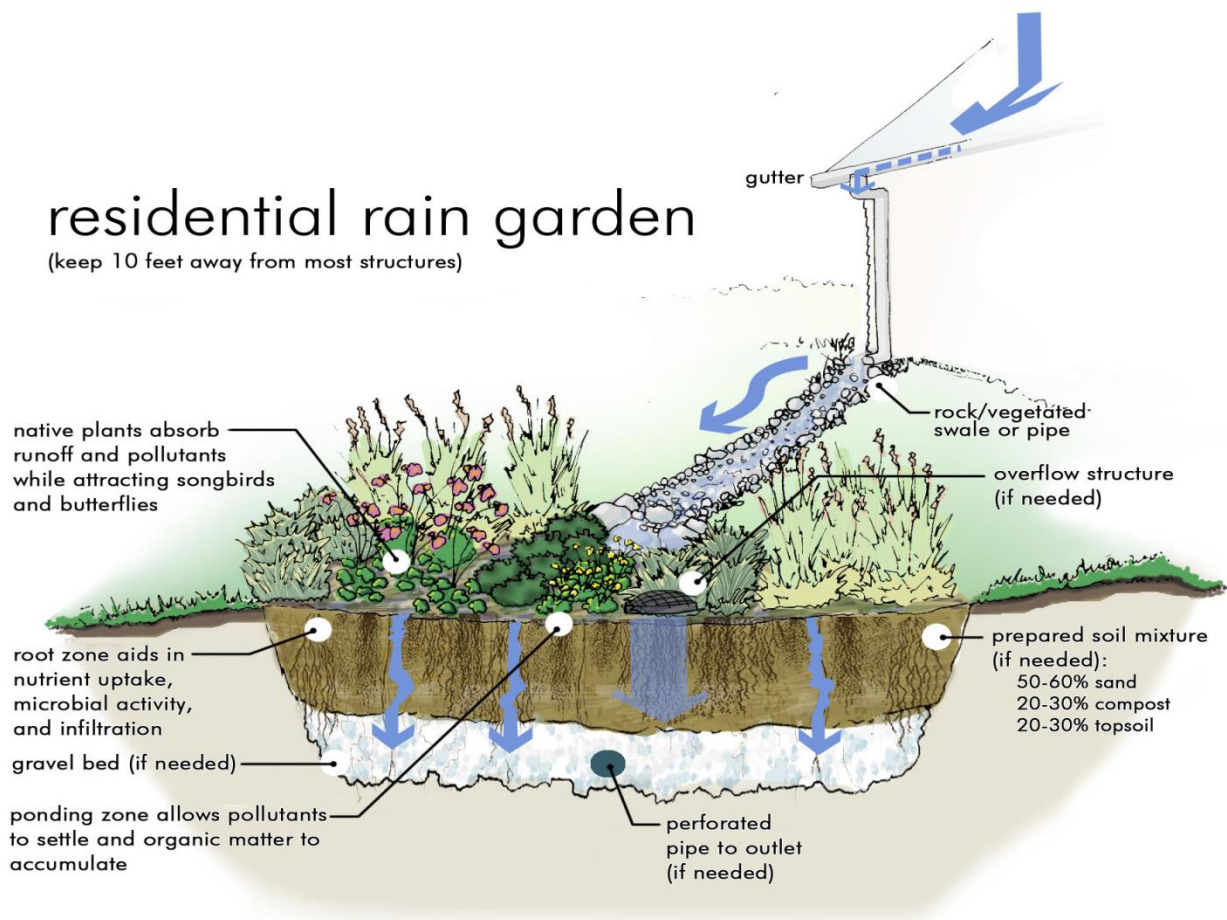 residential rain garden
(keep 10 feet away from most structures)
gutter
rock/vegetated
swale or pipe
overflow structure
(if needed)
native plants absorb
runoff and pollutants
while attracting songbirds
and butterflies
root zone aids in
nutrient uptake,
microbial activity,
and infiltration
gravel bed (if needed)
ponding zone allows pollutants
to settle and organic matter to
accumulate
perforated
pipe to outlet
(if needed)
prepared soil mixture
(if needed):
50-60% sand
20-30% compost
20-30% topsoil